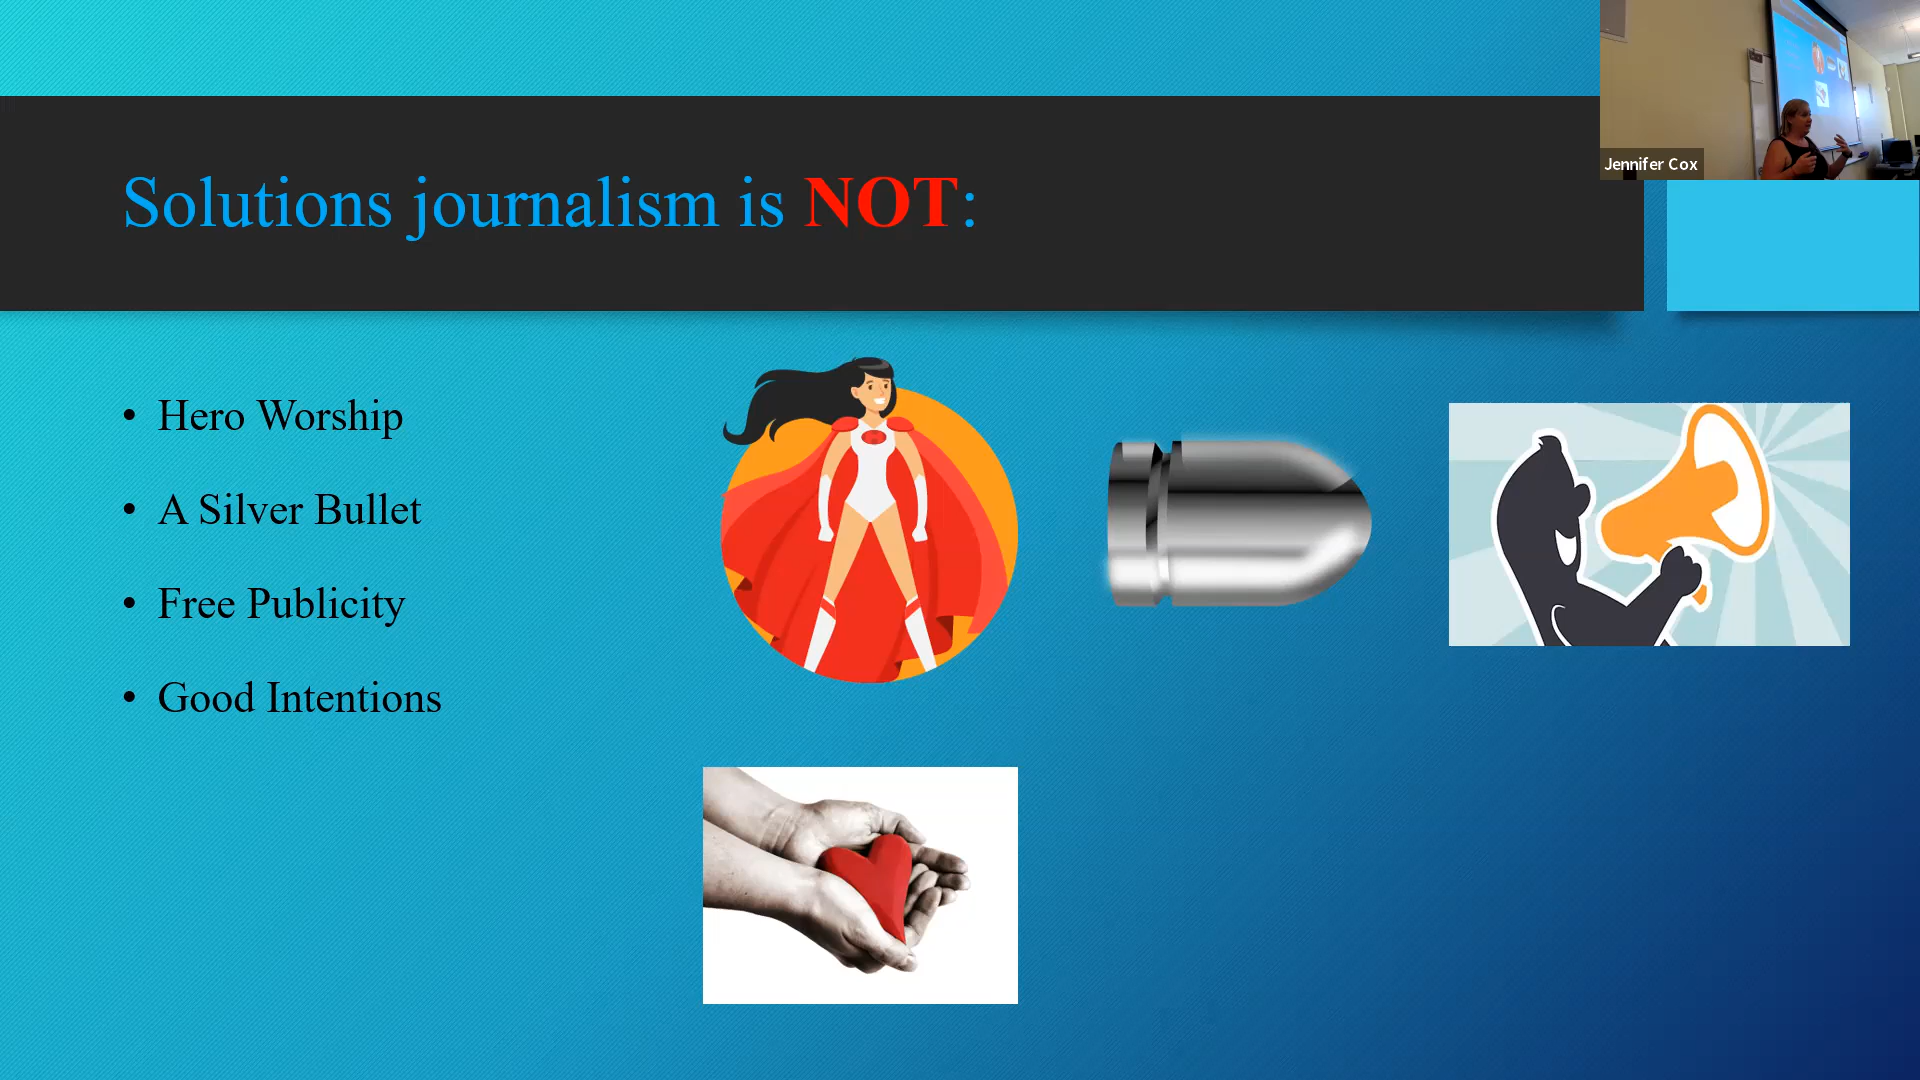 Solutions journalism is NOT:
Jennifer Cox
• Hero Worship
• A Silver Bullet
• Free Publicity
• Good Intentions